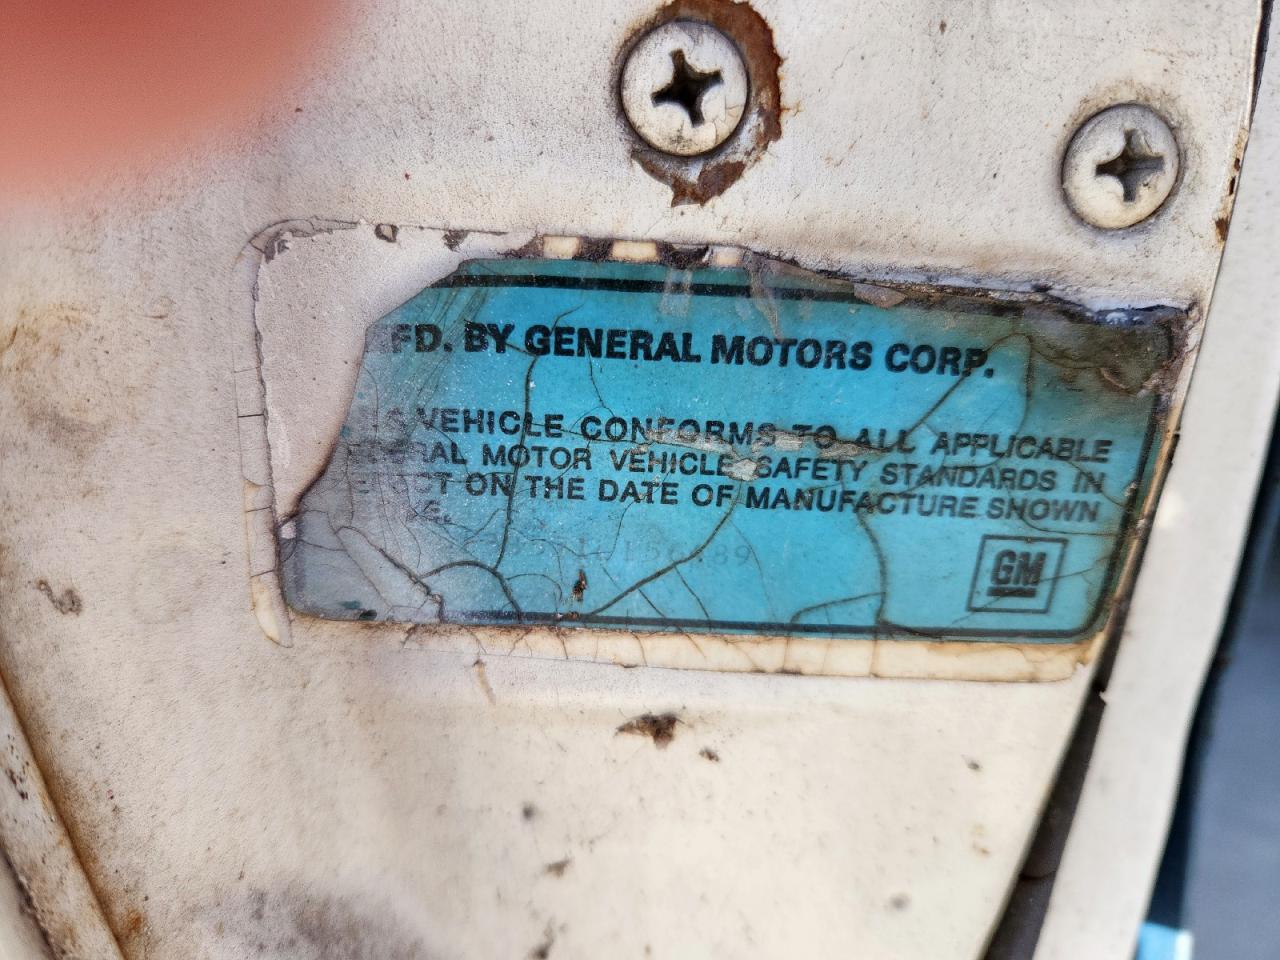 FD. BY GENERAL MOTORS CORP.
VEHICLE CONFORMS TO ALL APPLICABLE
MOTOR VEHICLE SAFETY STANDARDS IN
ON THE DATE OF MANUFACTURE SHOWN
GM